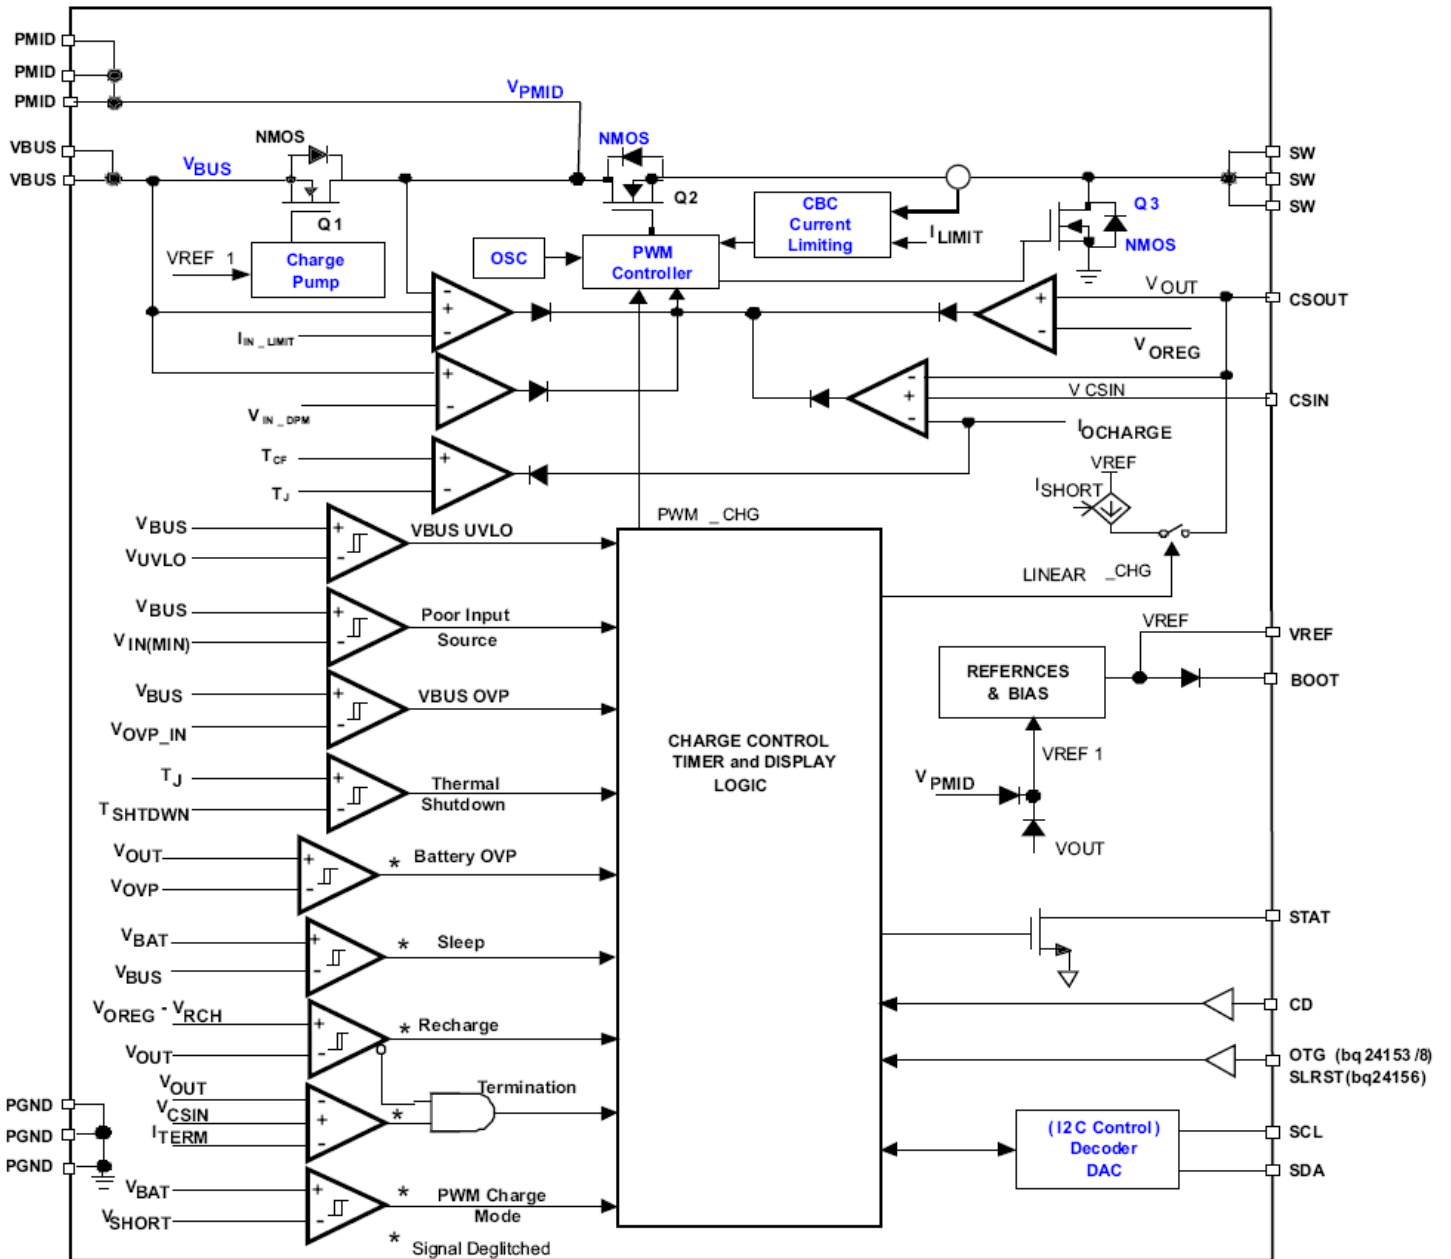 PMID
PMID
PMID
VPMID
VBUS
VBUS
VBUS
NMOS
NMOS
Q1
Q2
SW
SW
SW
Q3
NMOS
CBC
Current
Limiting
ILIMIT
VREF 1
Charge
Pump
OSC
PWM
Controller
IIN_LIMIT
VOUT
CSOUT
VOREG
VIN_DPM
V CSIN
CSIN
IOCHARGE
TCF
TJ
VREF
ISHORT
PWM _CHG
LINEAR _CHG
VBUS
VUVLO
VBUS UVLO
VBUS
VIN(MIN)
Poor Input
Source
VBUS
VOVP_IN
VBUS OVP
TJ
TSHTDWN
Thermal
Shutdown
VOUT
VOVP
* Battery OVP
VBAT
VBUS
* Sleep
VOREG - VRCH
VOUT
* Recharge
VOUT
VCSIN
ITERM
*
Termination
VBAT
VSHORT
* PWM Charge
Mode
* Signal Deglitched
CHARGE CONTROL
TIMER and DISPLAY
LOGIC
VREF
VREF
REFERNCES
& BIAS
BOOT
VREF 1
VPMID
VOUT
STAT
CD
OTG (bq24153/8)
SLRST(bq24156)
(I2C Control)
Decoder
DAC
SCL
SDA
PGND
PGND
PGND
+
-